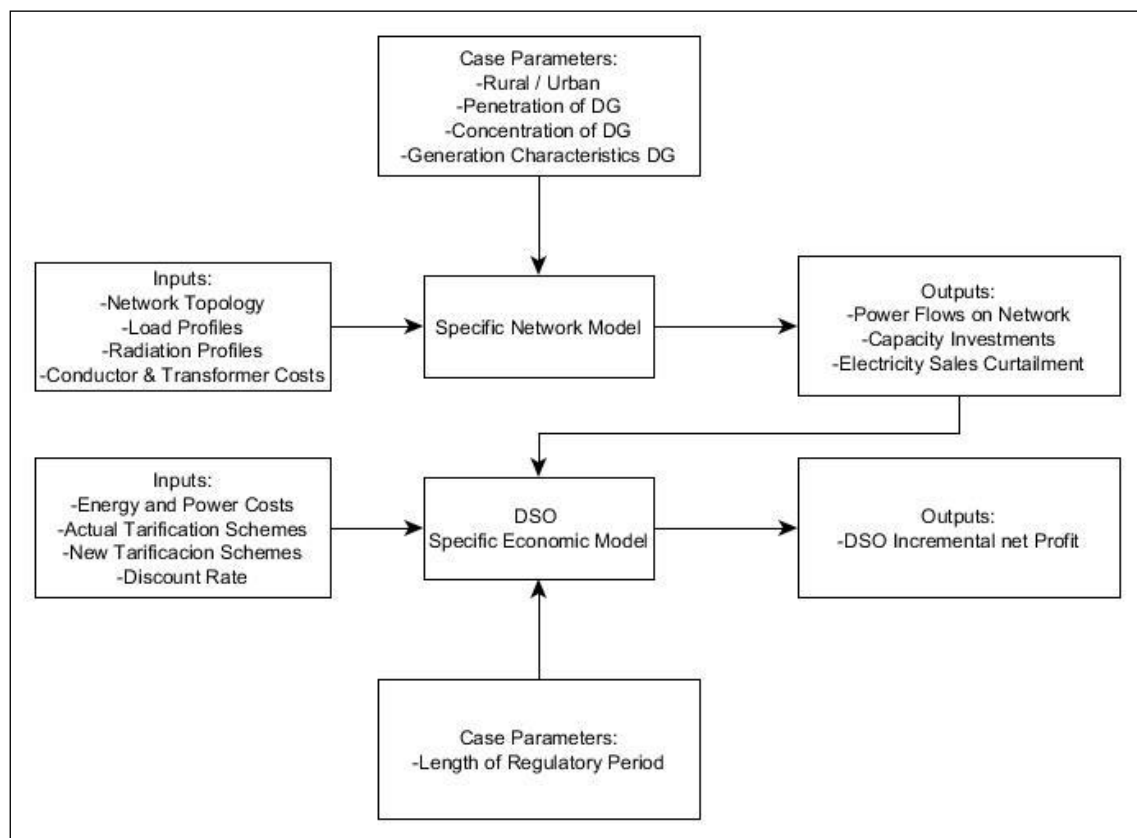 Case Parameters:
-Rural / Urban
-Penetration of DG
-Concentration of DG
-Generation Characteristics DG
Inputs:
-Network Topology
-Load Profiles
-Radiation Profiles
-Conductor & Transformer Costs
Specific Network Model
Outputs:
-Power Flows on Network
-Capacity Investments
-Electricity Sales Curtailment
Inputs:
-Energy and Power Costs
-Actual Tarification Schemes
-New Tarificacion Schemes
-Discount Rate
DSO
Specific Economic Model
Outputs:
-DSO Incremental net Profit
Case Parameters:
-Length of Regulatory Period